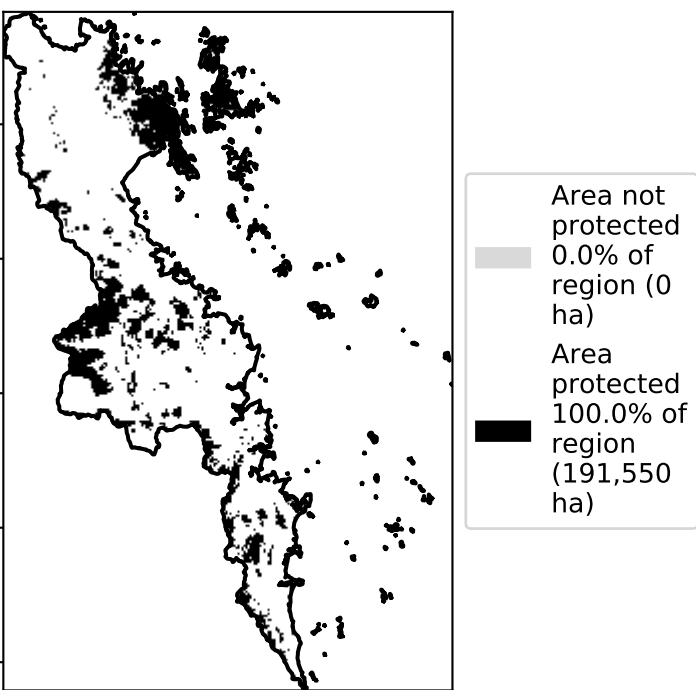 Area not
protected
0.0% of
region (0
ha)
Area
protected
100.0% of
region
(191,550
ha)